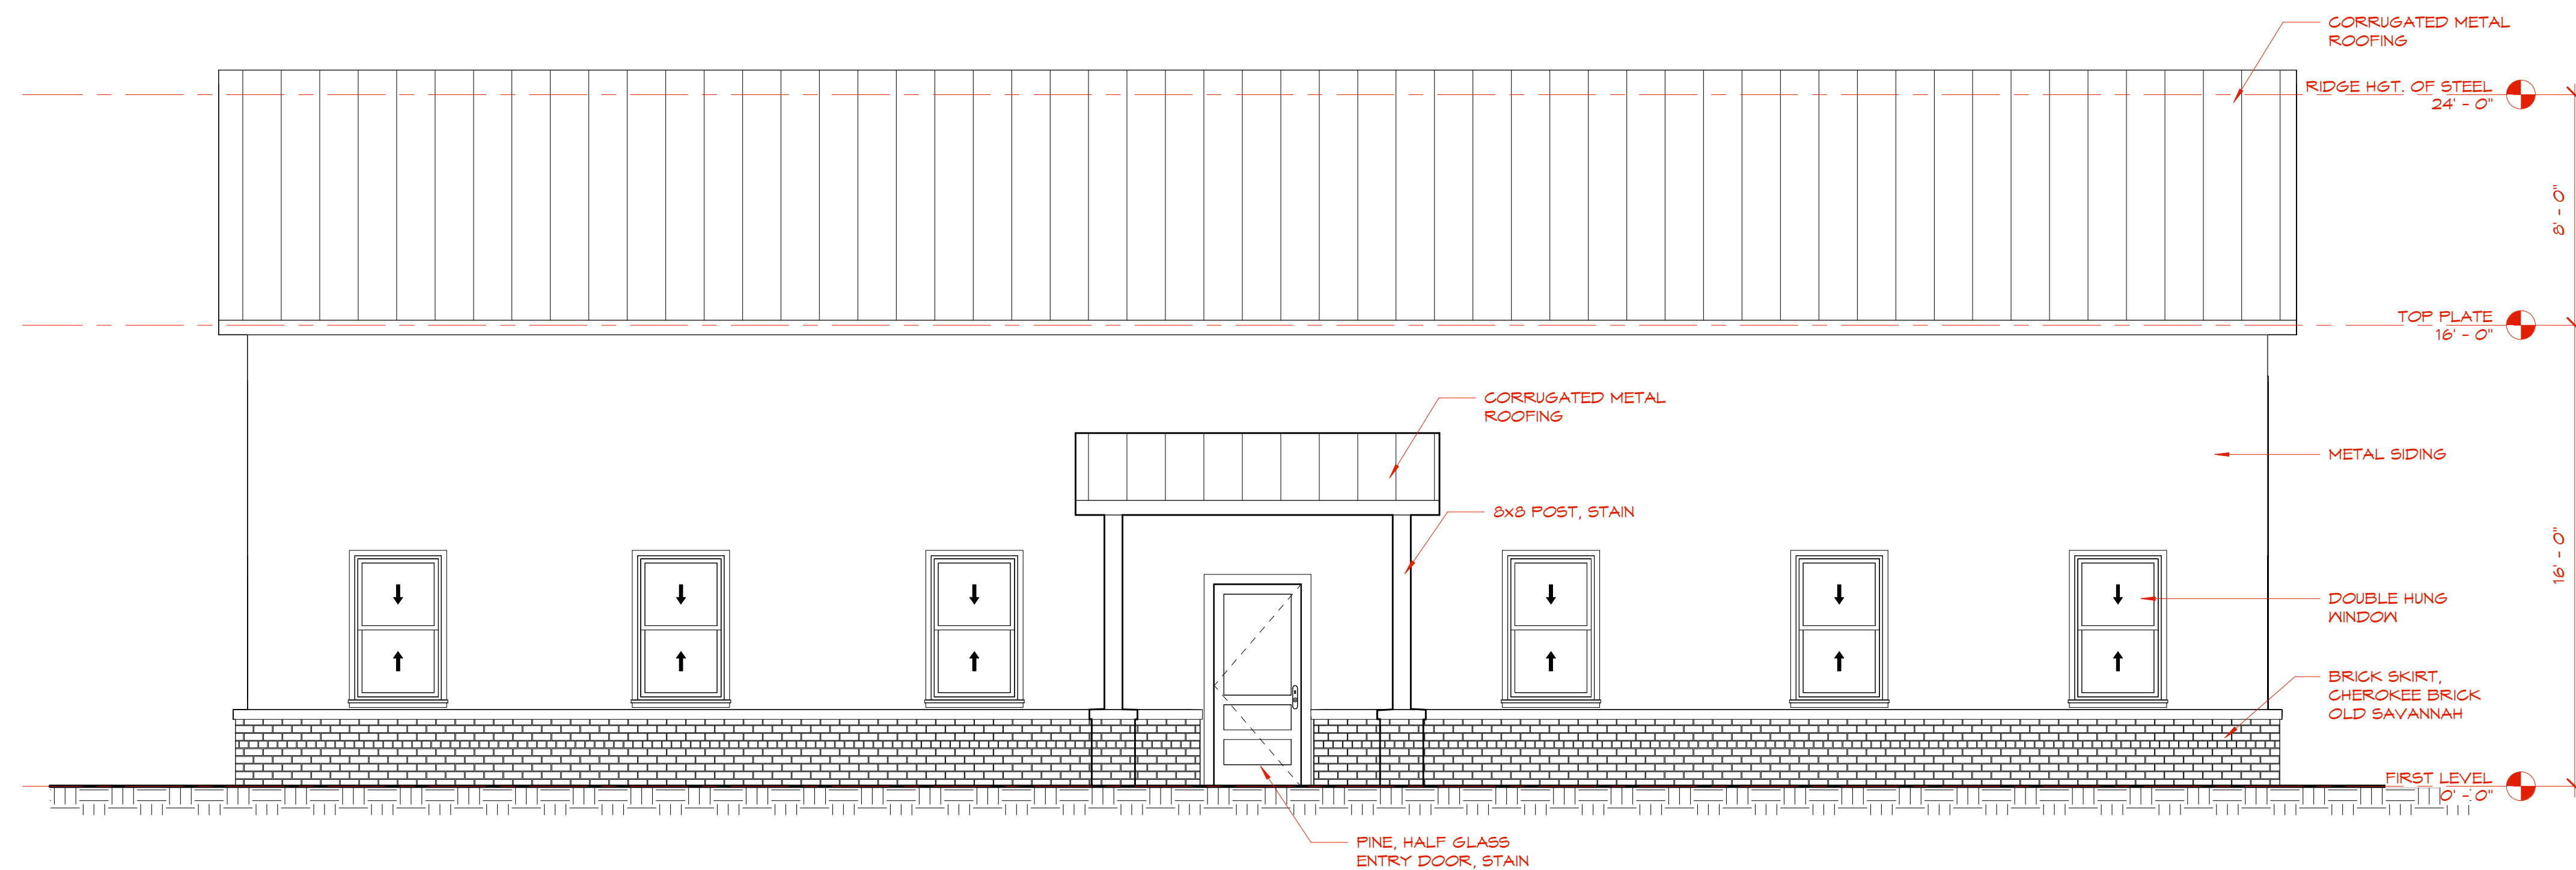 CORRUGATED METAL
ROOFING
RIDGE HGT. OF STEEL
24' - 0"
8' - 0"
TOP PLATE
16' - 0"
CORRUGATED METAL
ROOFING
METAL SIDING
8x8 POST, STAIN
16' - 0"
DOUBLE HUNG
WINDOW
BRICK SKIRT,
CHEROKEE BRICK
OLD SAVANNAH
FIRST LEVEL
0' - 0"
PINE, HALF GLASS
ENTRY DOOR, STAIN